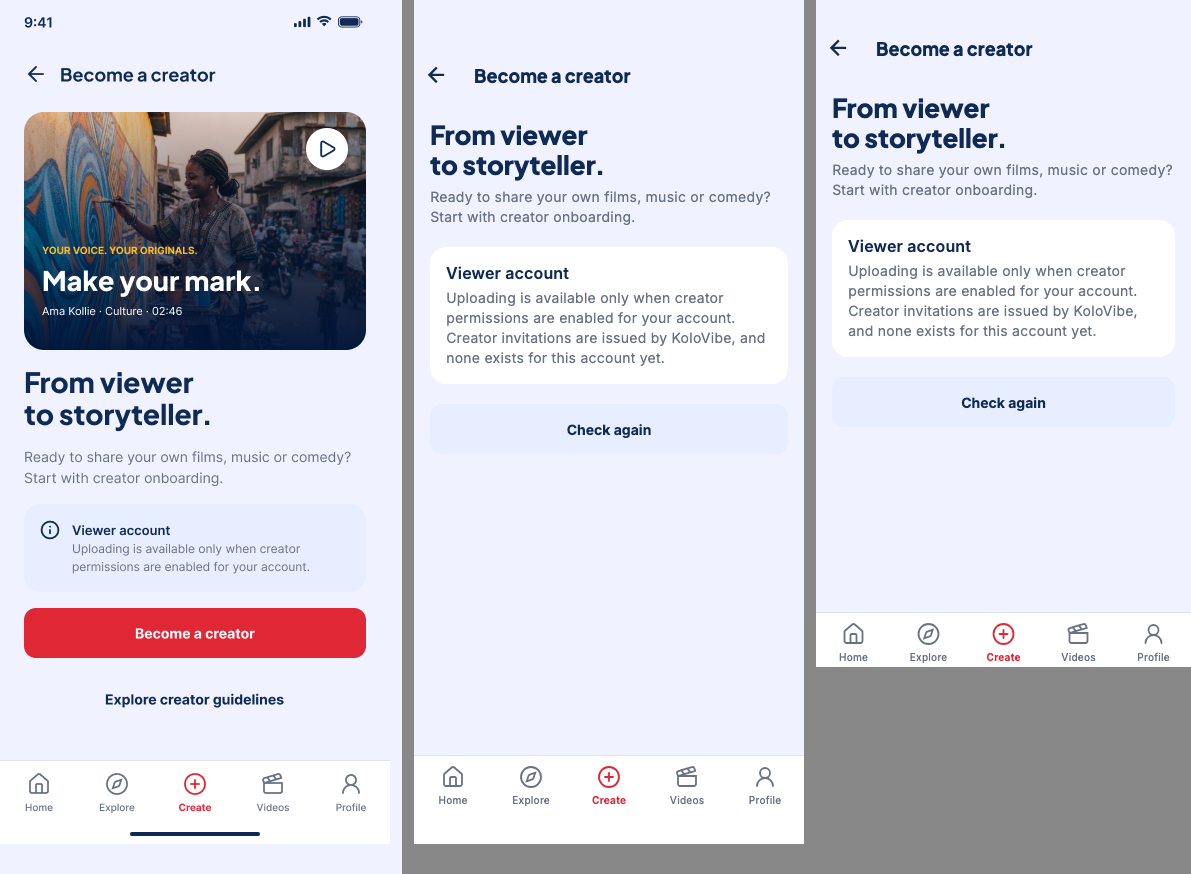 9:41
Become a creator
YOUR VOICE. YOUR ORIGINALS.
Make your mark.
Ama Kollie · Culture · 02:46
From viewer
to storyteller.
Ready to share your own films, music or comedy?
Start with creator onboarding.
Viewer account
Uploading is available only when creator
permissions are enabled for your account.
Become a creator
Explore creator guidelines
Home
Explore
Create
Videos
Profile
Become a creator
From viewer
to storyteller.
Ready to share your own films, music or comedy?
Start with creator onboarding.
Viewer account
Uploading is available only when creator
permissions are enabled for your account.
Creator invitations are issued by KoloVibe, and
none exists for this account yet.
Check again
Home
Explore
Create
Videos
Profile
Become a creator
From viewer
to storyteller.
Ready to share your own films, music or comedy?
Start with creator onboarding.
Viewer account
Uploading is available only when creator
permissions are enabled for your account.
Creator invitations are issued by KoloVibe,
and none exists for this account yet.
Check again
Home
Explore
Create
Videos
Profile